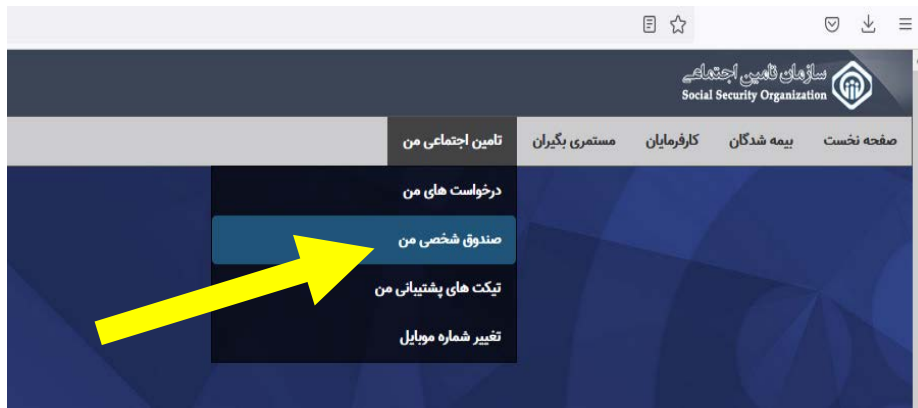 سازمان تامین اجتماعی
Social Security Organization
صفحه نخست بیمه شدگان کارفرمایان مستمری بگیران تامین اجتماعی من
درخواست های من
صندوق شخصی من
تیکت های پشتیبانی من
تغییر شماره موبایل